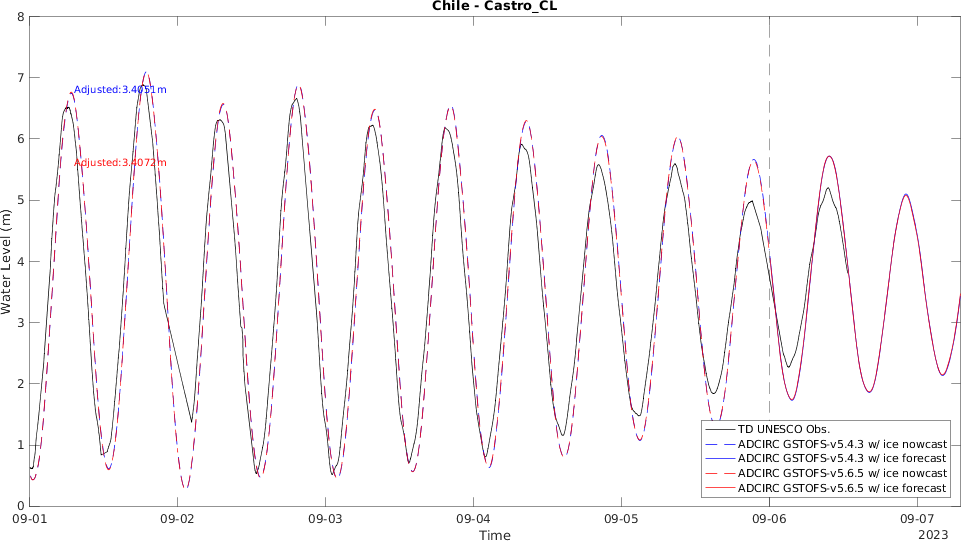 Chile - Castro_CL
8
7
6
5
4
3
2
1
0
Water Level (m)
Adjusted:3.4051m
Adjusted:3.4072m
TD UNESCO Obs.
ADCIRC GSTOFS-v5.4.3 w/ ice nowcast
ADCIRC GSTOFS-v5.4.3 w/ ice forecast
ADCIRC GSTOFS-v5.6.5 w/ ice nowcast
ADCIRC GSTOFS-v5.6.5 w/ ice forecast
09-01 09-02 09-03 09-04 09-05 09-06 09-07
Time
2023